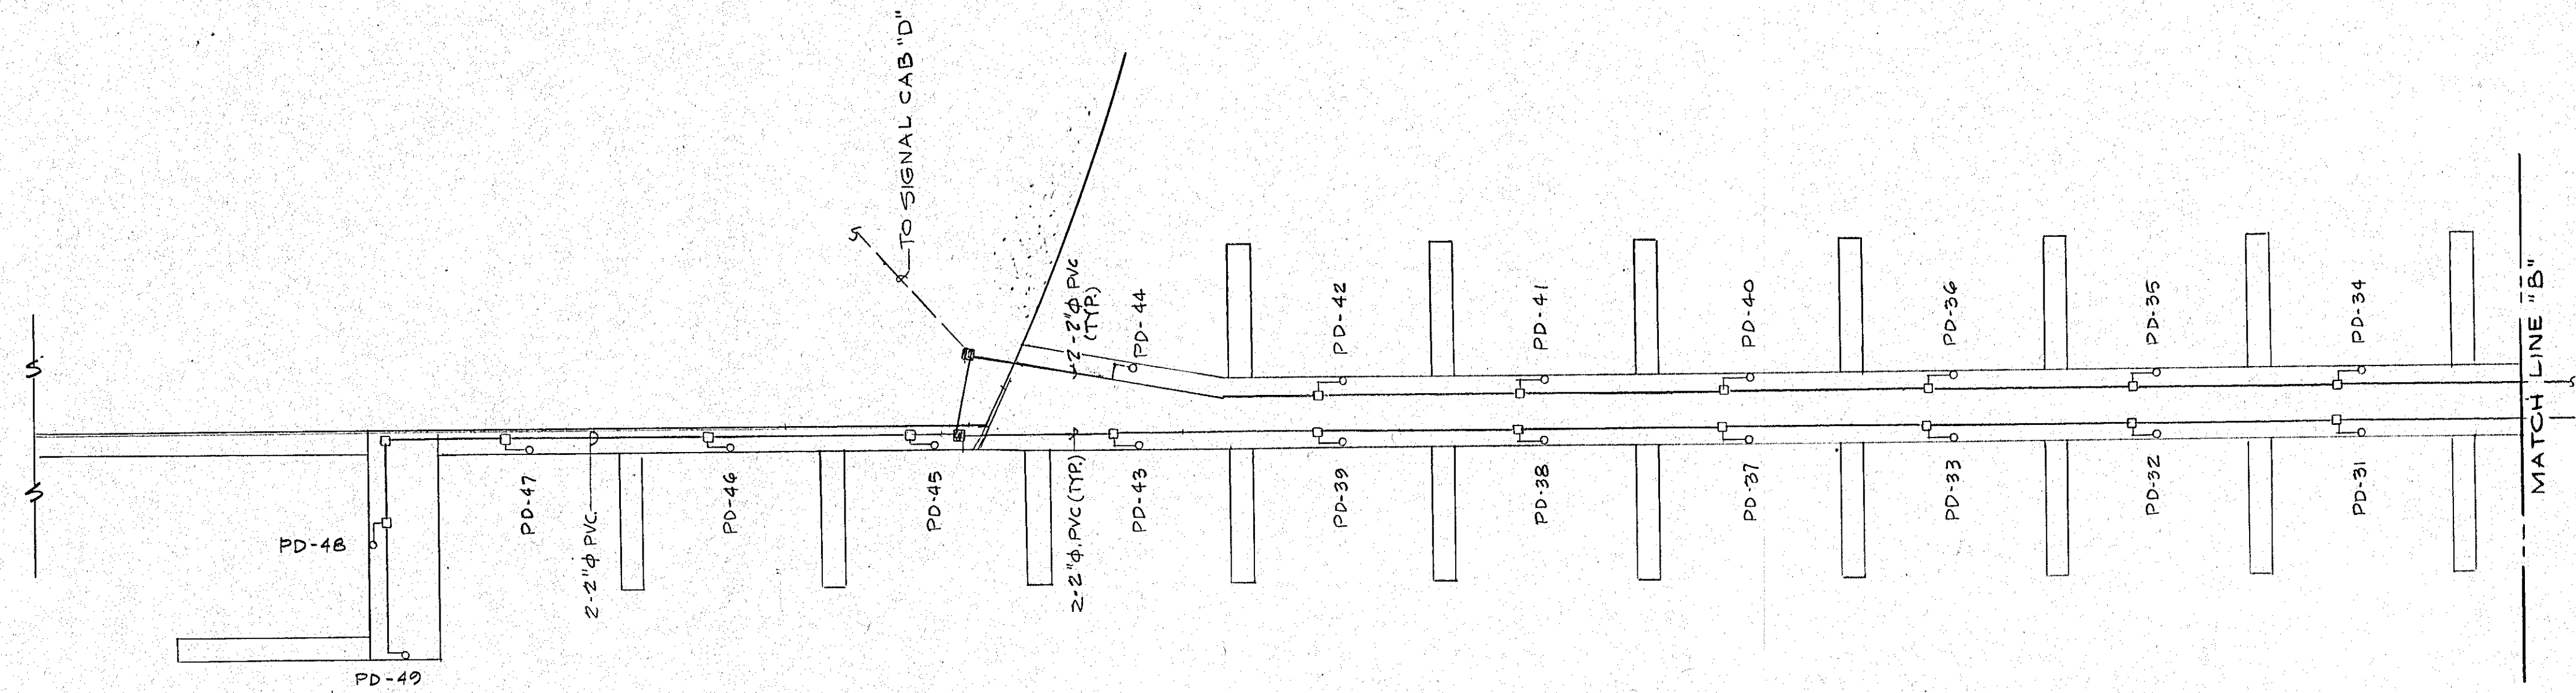 TO SIGNAL CAB "D"
2-2"Φ PVC
(TYP.)
PD-44
PD-42
PD-41
PD-40
PD-36
PD-35
PD-34
MATCH LINE "B"
PD-47
2-2"Φ PVC.
PD-46
PD-45
2-2"Φ.PVC (TYP.)
PD-43
PD-39
PD-38
PD-37
PD-33
PD-32
PD-31
PD-48
PD-49